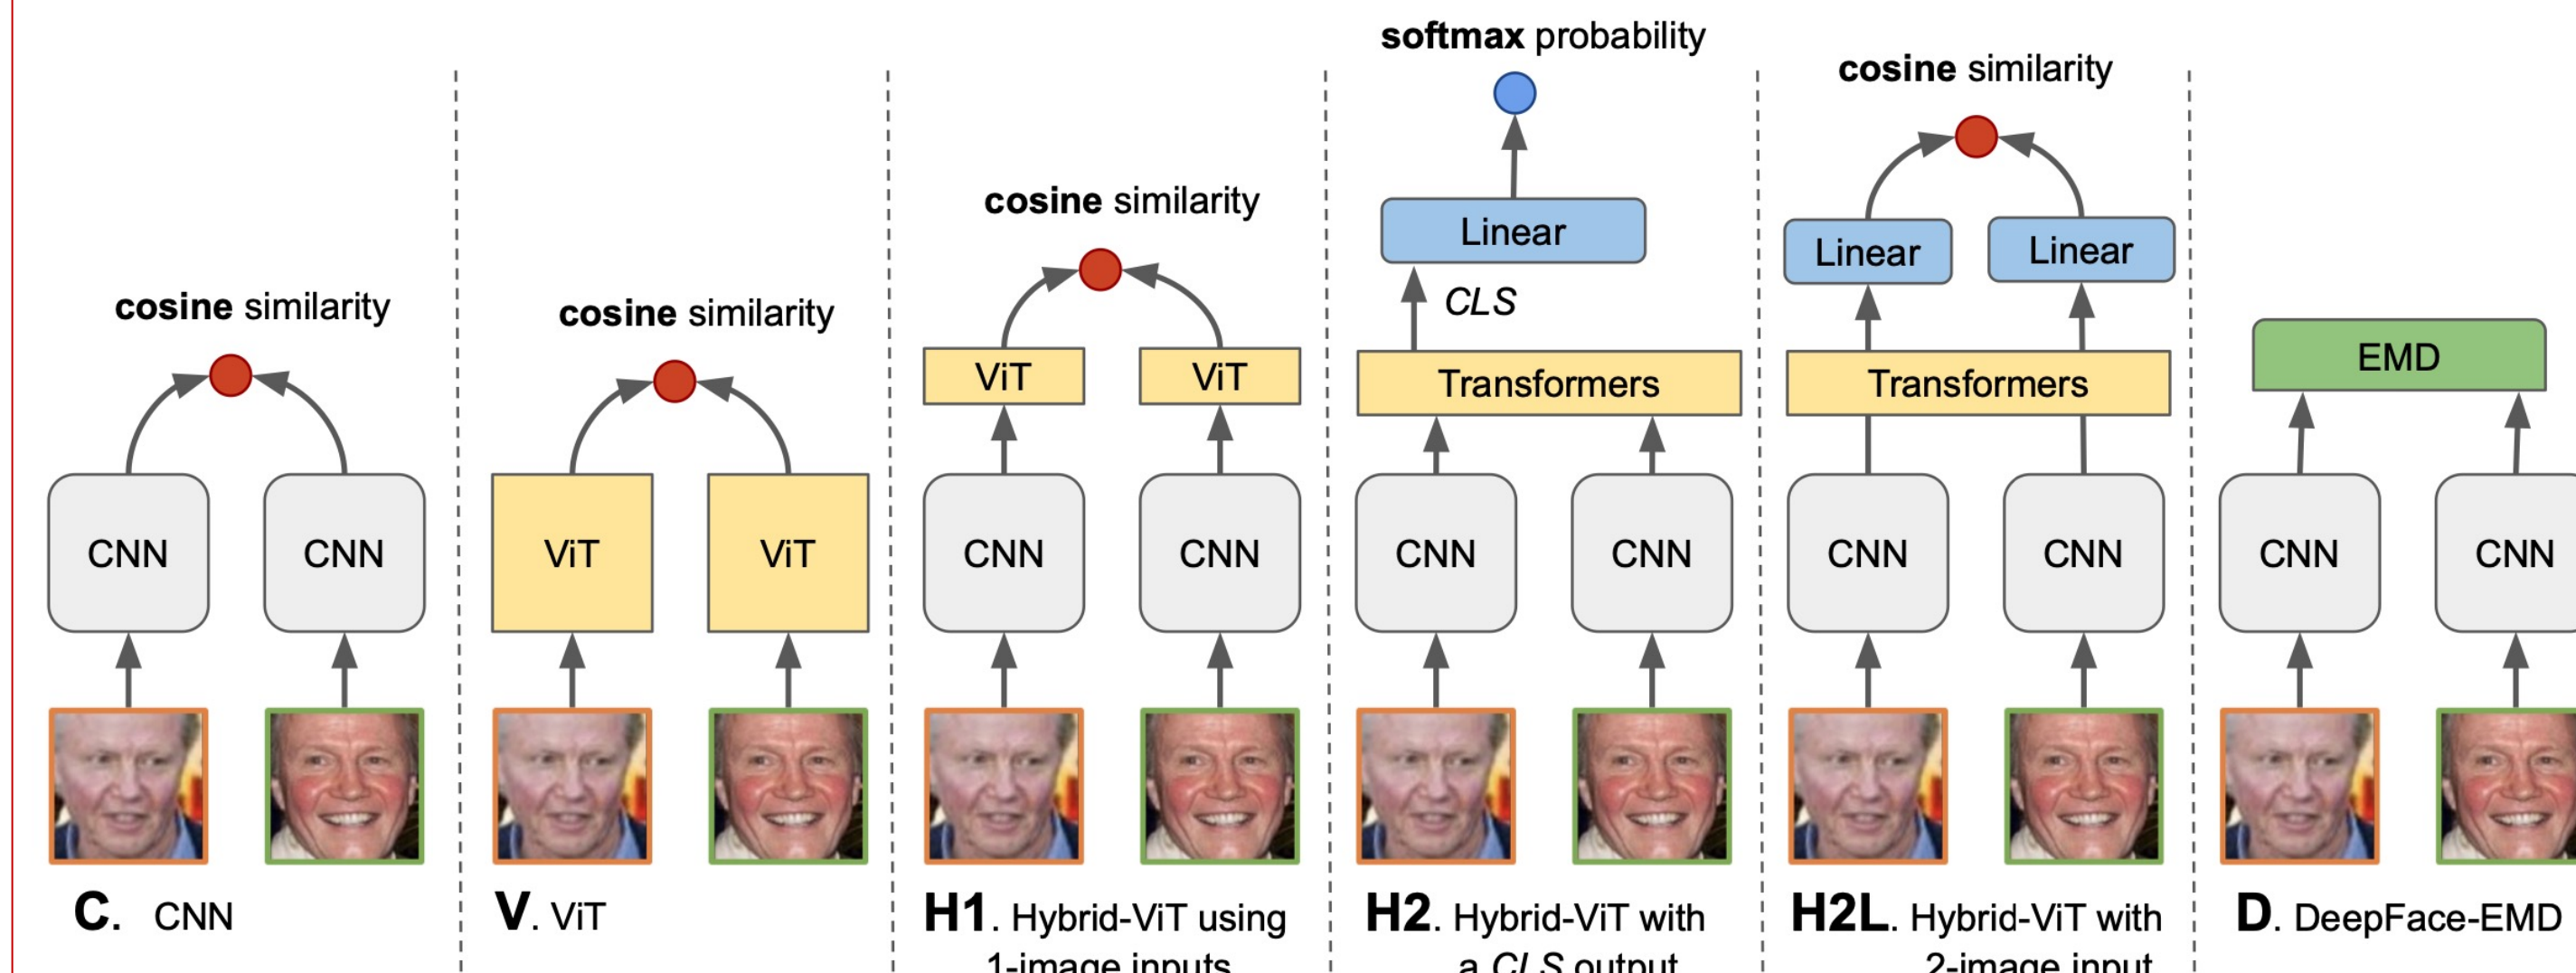 cosine similarity
CNN
CNN
C. CNN
cosine similarity
ViT
ViT
V. ViT
cosine similarity
ViT
ViT
CNN
CNN
H1. Hybrid-ViT using
1-image inputs
softmax probability
Linear
CLS
Transformers
CNN
CNN
H2. Hybrid-ViT with
a CLS output
cosine similarity
Linear
Linear
Transformers
CNN
CNN
H2L. Hybrid-ViT with
2-image input
EMD
CNN
CNN
D. DeepFace-EMD